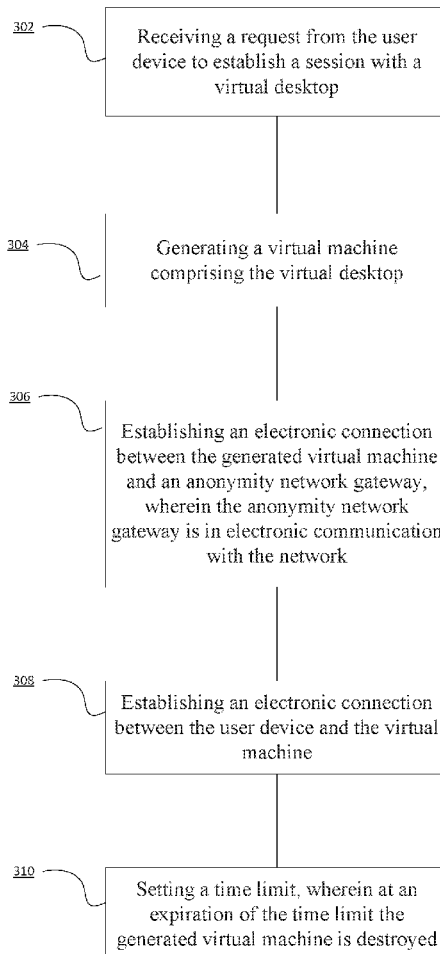 302
Receiving a request from the user
device to establish a session with a
virtual desktop
304
Generating a virtual machine
comprising the virtual desktop
306
Establishing an electronic connection
between the generated virtual machine
and an anonymity network gateway,
wherein the anonymity network
gateway is in electronic communication
with the network
308
Establishing an electronic connection
between the user device and the virtual
machine
310
Setting a time limit, wherein at an
expiration of the time limit the
generated virtual machine is destroyed